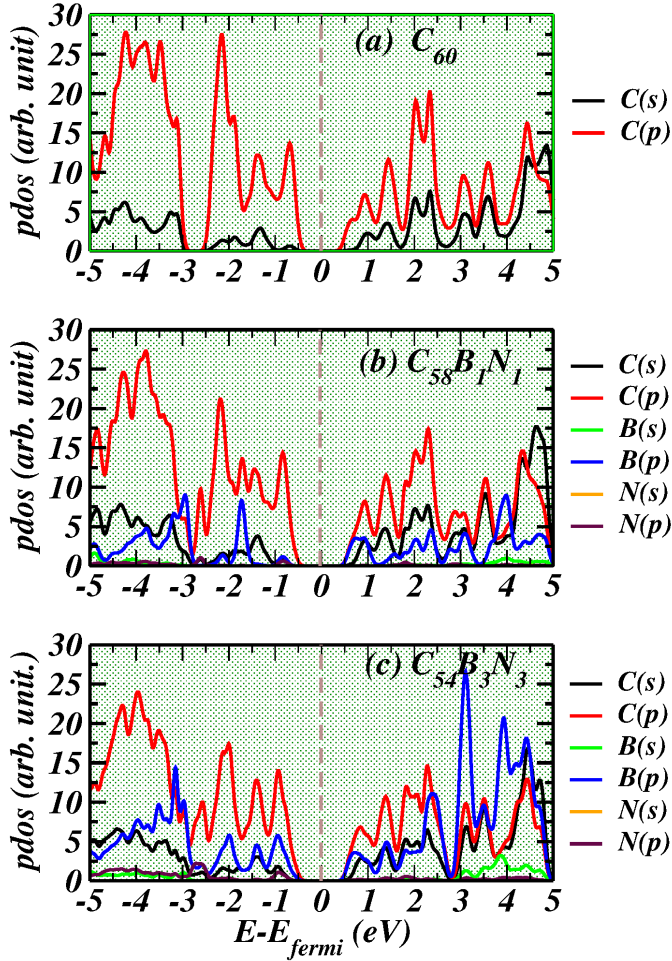 30
25
20
15
10
5
0
pdos (arb. unit)
(a) C60
-5 -4 -3 -2 -1 0 1 2 3 4 5
C(s)
C(p)
30
25
20
15
10
5
0
pdos (arb. unit)
(b) C58B1N1
-5 -4 -3 -2 -1 0 1 2 3 4 5
C(s)
C(p)
B(s)
B(p)
N(s)
N(p)
30
25
20
15
10
5
0
pdos (arb. unit.)
(c) C54B3N3
-5 -4 -3 -2 -1 0 1 2 3 4 5
E-Efermi (eV)
C(s)
C(p)
B(s)
B(p)
N(s)
N(p)